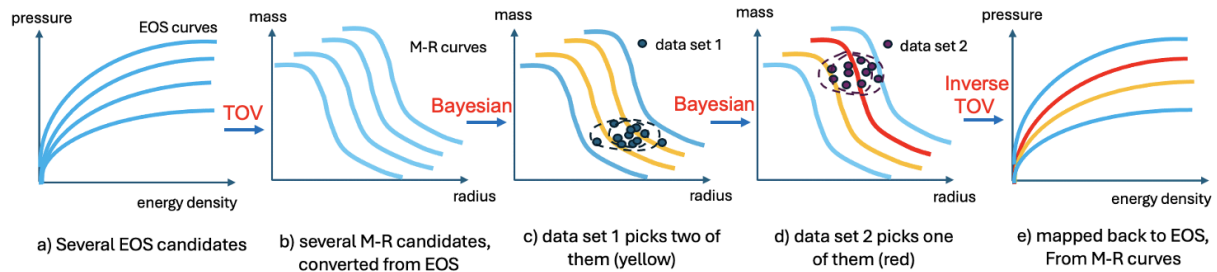 pressure
EOS curves
energy density
a) Several EOS candidates
TOV
mass
M-R curves
radius
b) several M-R candidates,
converted from EOS
Bayesian
mass
data set 1
radius
c) data set 1 picks two of
them (yellow)
Bayesian
mass
data set 2
radius
d) data set 2 picks one
of them (red)
Inverse
TOV
pressure
energy density
e) mapped back to EOS,
From M-R curves